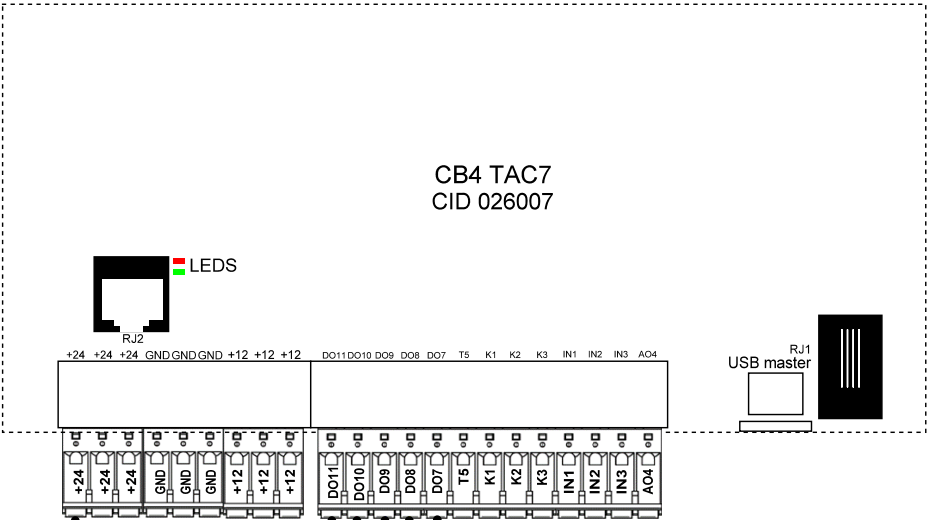 CB4 TAC7
CID 026007
LEDS
RJ2
+24 +24 +24 GND GND GND +12 +12 +12 DO11 DO10 DO9 DO8 DO7 T5 K1 K2 K3 IN1 IN2 IN3 AO4
RJ1
USB master
+24 +24 +24 GND GND GND +12 +12 +12 DO11 DO10 DO9 DO8 DO7 T5 K1 K2 K3 IN1 IN2 IN3 AO4